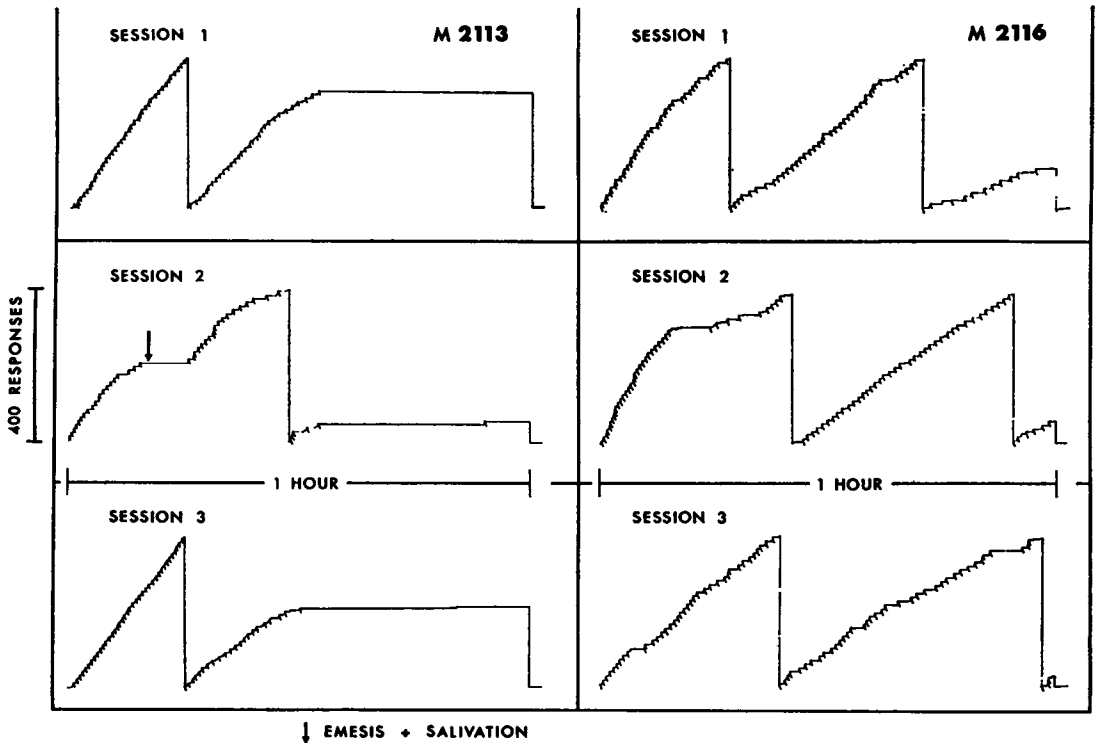 SESSION 1
M 2113
SESSION 1
M 2116
SESSION 2
SESSION 2
400 RESPONSES
1 HOUR
1 HOUR
SESSION 3
SESSION 3
↓ EMESIS + SALIVATION